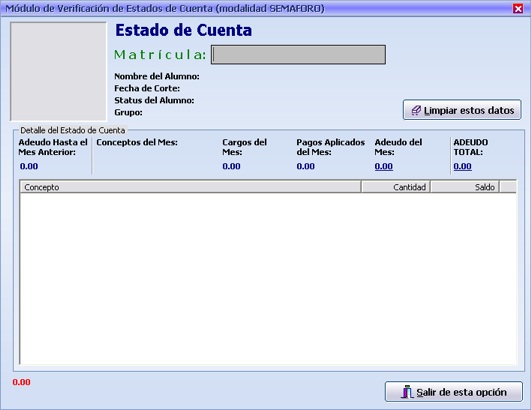 Módulo de Verificación de Estados de Cuenta (modalidad SEMAFORO)
Estado de Cuenta
Matrícula:
Nombre del Alumno:
Fecha de Corte:
Status del Alumno:
Grupo:
Limpiar estos datos
Detalle del Estado de Cuenta
Adeudo Hasta el Mes Anterior:
Conceptos del Mes:
Cargos del Mes:
Pagos Aplicados del Mes:
Adeudo del Mes:
ADEUDO TOTAL:
0.00 0.00 0.00 0.00 0.00
Concepto Cantidad Saldo
0.00
Salir de esta opción